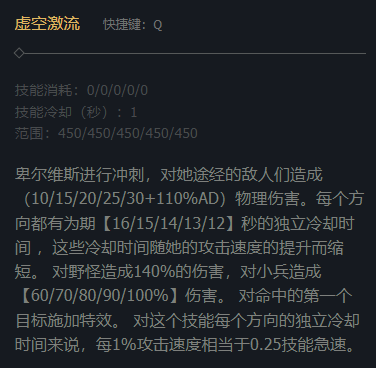 虚空激流 快捷键：Q
技能消耗：0/0/0/0/0
技能冷却（秒）：1
范围：450/450/450/450/450
卑尔维斯进行冲刺，对她途经的敌人们造成
（10/15/20/25/30+110%AD）物理伤害。每个方
向都有为期【16/15/14/13/12】秒的独立冷却时
间 ，这些冷却时间随她的攻击速度的提升而缩
短。 对野怪造成140%的伤害，对小兵造成
【60/70/80/90/100%】伤害。 对命中的第一个
目标施加特效。 对这个技能每个方向的独立冷却
时间来说，每1%攻击速度相当于0.25技能急速。